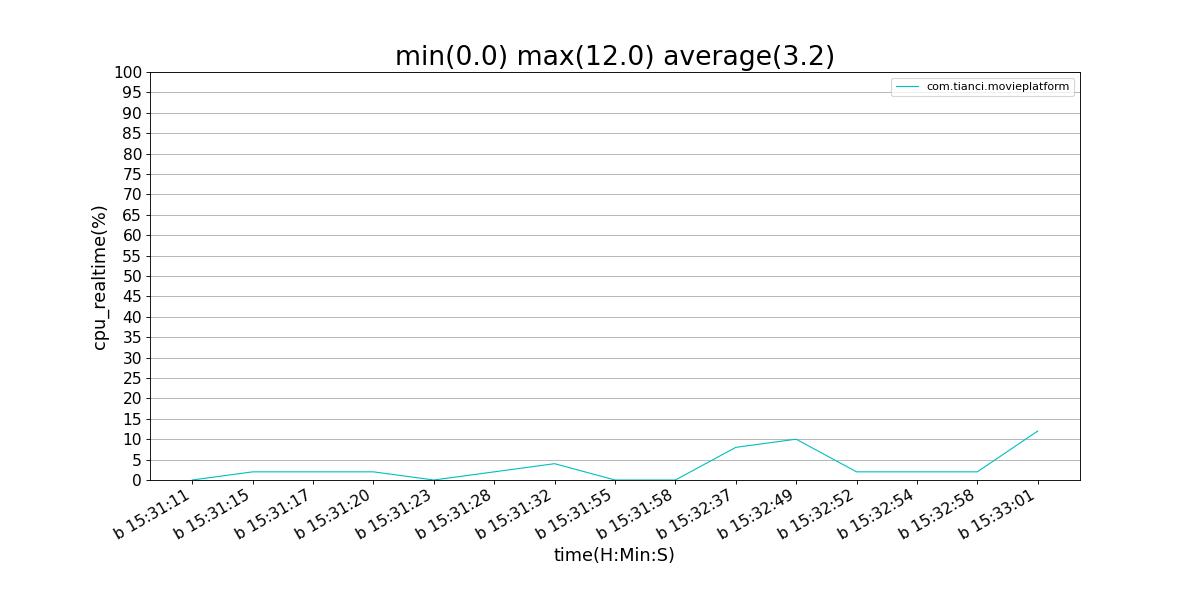 min(0.0) max(12.0) average(3.2)
com.tianci.movieplatform
cpu_realtime(%)
100
95
90
85
80
75
70
65
60
55
50
45
40
35
30
25
20
15
10
5
0
b 15:31:11
b 15:31:15
b 15:31:17
b 15:31:20
b 15:31:23
b 15:31:28
b 15:31:32
b 15:31:55
b 15:31:58
b 15:32:37
b 15:32:49
b 15:32:52
b 15:32:54
b 15:32:58
b 15:33:01
time(H:Min:S)